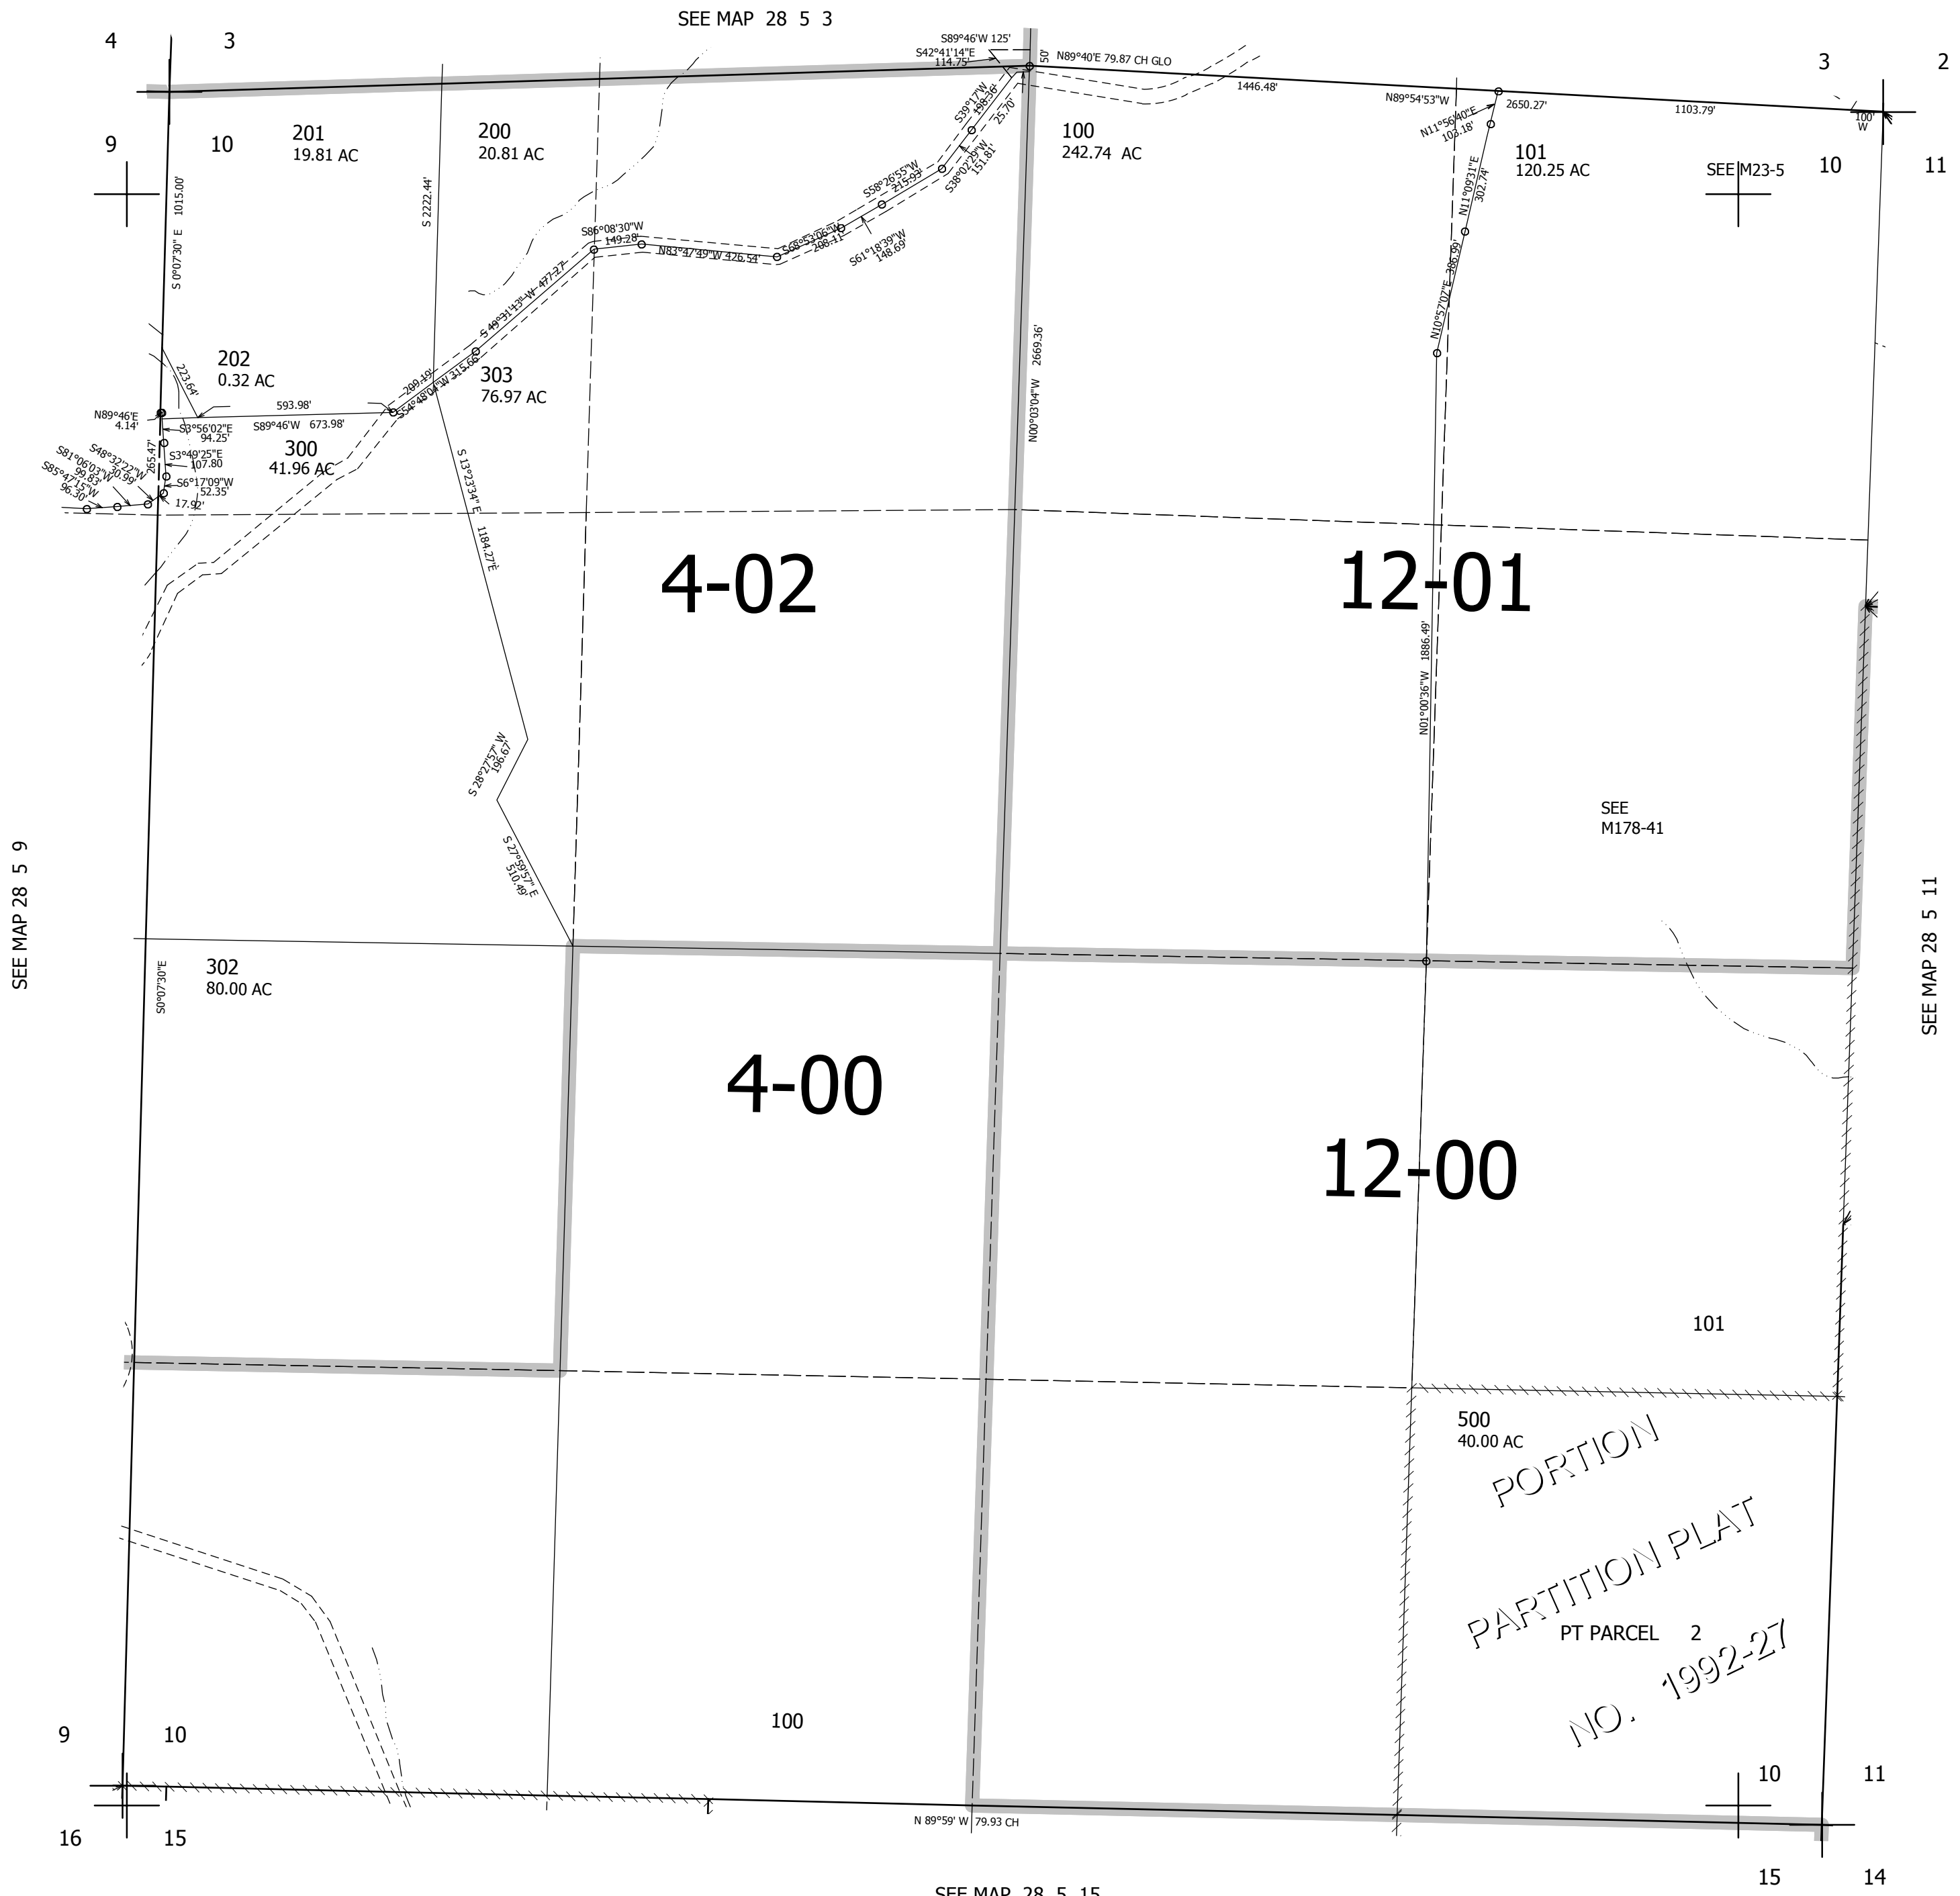 SEE MAP 28 5 3
4
3
S89°46'W 125'
S42°41'14"E
114.75'
50'
N89°40'E 79.87 CH GLO
3
2
1446.48'
N89°54'53"W
2650.27'
1103.79'
100'
W
N11°56'40"E
103.18'
9
10
201
19.81 AC
200
20.81 AC
S39°17'W
198.36'
25.70'
100
242.74 AC
101
120.25 AC
SEE M23-5
10
11
S 0°07'30" E 1015.00'
S 2222.44'
S38°02'29"W
151.81'
S58°26'55"W
215.93'
N11°09'31"E
302.74'
S86°08'30"W
149.28'
N83°47'49"W 426.54'
S68°53'06"W
208.11'
S61°18'39"W
148.69'
N10°57'07"E 386.99'
S 49°31'13" W 477.27'
N00°03'04"W 2669.36'
202
0.32 AC
223.64'
209.19'
S54°48'04"W 315.66'
303
76.97 AC
N89°46'E
4.14'
593.98'
S89°46'W 673.98'
S3°56'02"E
94.25'
300
41.96 AC
265.47'
S3°49'25"E
107.80
S48°32'22"W
30.99'
S81°06'03"W
99.83'
S85°47'15"W
96.30'
S6°17'09"W
52.35'
17.92'
S 13°23'34" E 1184.27'E
4-02
12-01
N01°00'36"W 1886.49'
S 28°27'57" W
196.67'
SEE
M178-41
S 27°59'57" E
510.49'
SEE MAP 28 5 9
SEE MAP 28 5 11
302
80.00 AC
S0°07'30"E
4-00
12-00
101
500
40.00 AC
PORTION
PARTITION PLAT
PT PARCEL 2
NO. 1992-27
100
9
10
10
11
16
15
N 89°59' W 79.93 CH
15
14
SEE MAP 28 5 15